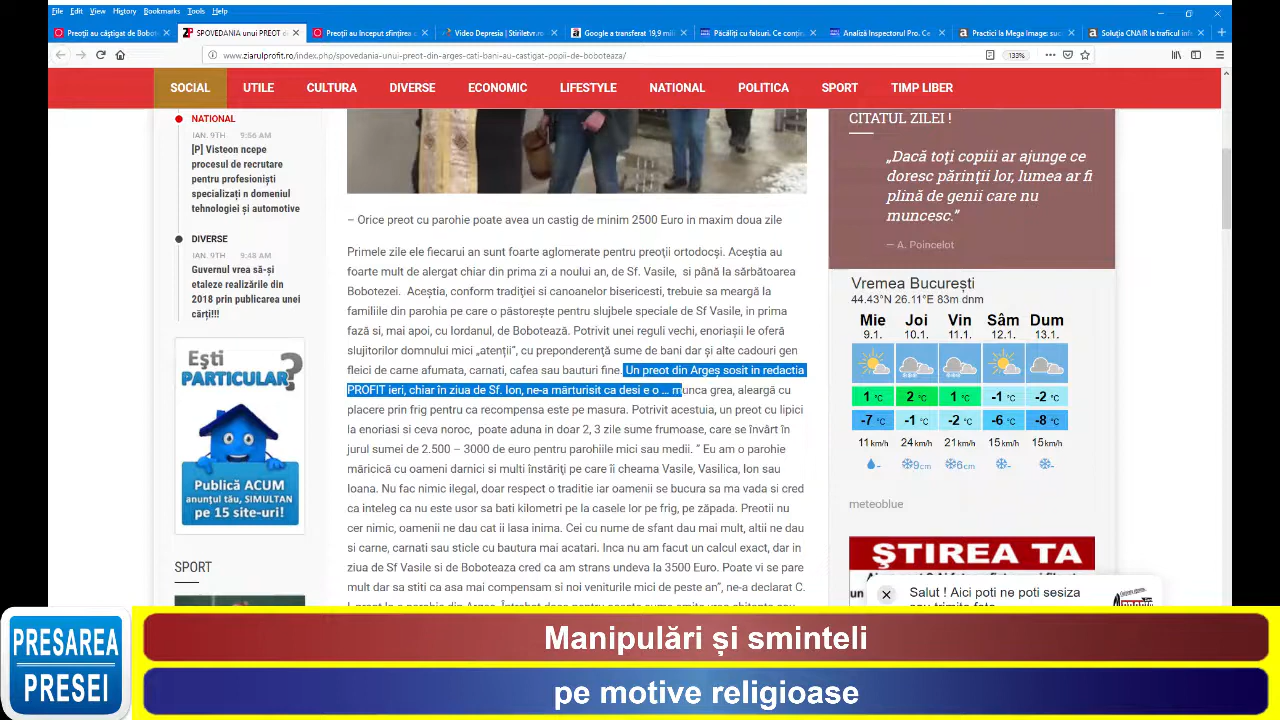 File Edit View History Bookmarks Tools Help
Preoții au câștigat de Bobot
SPOVEDANIA unui PREOT d
Preoții au început sfințirea c
Video Depresia | Stiriletvr.ro
Google a transferat 19,9 mili
Păcăliți cu falsuri. Ce conțin
Analiză InspectorulPro. Ce
Practici la Mega Image: suc
Soluția CNAIR la traficul infe
www.ziarulprofit.ro/index.php/spovedania-unui-preot-din-arges-cati-bani-au-castigat-popii-de-boboteaza/
133%
SOCIAL UTILE CULTURA DIVERSE ECONOMIC LIFESTYLE NATIONAL POLITICA SPORT TIMP LIBER
NATIONAL
IAN. 9TH 9:56 AM
[P] Visteon ncepe
procesul de recrutare
pentru profesioniști
specializați n domeniul
tehnologiei și automotive
DIVERSE
IAN. 9TH 9:48 AM
Guvernul vrea să-și
etaleze realizările din
2018 prin publicarea unei
cărți!!!
Ești
PARTICULAR
?
Publică ACUM
anunțul tău, SIMULTAN
pe 15 site-uri!
SPORT
– Orice preot cu parohie poate avea un castig de minim 2500 Euro in maxim doua zile
Primele zile ele fiecarui an sunt foarte aglomerate pentru preoţii ortodocşi. Aceştia au
foarte mult de alergat chiar din prima zi a noului an, de Sf. Vasile, si până la sărbătoarea
Bobotezei. Aceştia, conform tradiţiei si canoanelor bisericesti, trebuie sa meargă la
familiile din parohia pe care o păstoreşte pentru slujbele speciale de Sf Vasile, in prima
fază si, mai apoi, cu Iordanul, de Bobotează. Potrivit unei reguli vechi, enoriaşii le oferă
slujitorilor domnului mici „atenţii”, cu preponderenţă sume de bani dar şi alte cadouri gen
fleici de carne afumata, carnati, cafea sau bauturi fine. Un preot din Argeş sosit in redactia
PROFIT ieri, chiar în ziua de Sf. Ion, ne-a mărturisit ca desi e o … munca grea, aleargă cu
placere prin frig pentru ca recompensa este pe masura. Potrivit acestuia, un preot cu lipici
la enoriasi si ceva noroc, poate aduna in doar 2, 3 zile sume frumoase, care se învârt în
jurul sumei de 2.500 – 3000 de euro pentru parohiile mici sau medii. “ Eu am o parohie
măricică cu oameni darnici si multi înstăriţi pe care îi cheama Vasile, Vasilica, Ion sau
Ioana. Nu fac nimic ilegal, doar respect o traditie iar oamenii se bucura sa ma vada si cred
ca inteleg ca nu este usor sa bati kilometri pe la casele lor pe frig, pe zăpada. Preotii nu
cer nimic, oamenii ne dau cat ii lasa inima. Cei cu nume de sfant dau mai mult, altii ne dau
si carne, carnati sau sticle cu bautura mai acatari. Inca nu am facut un calcul exact, dar in
ziua de Sf Vasile si de Boboteaza cred ca am strans undeva la 3500 Euro. Poate vi se pare
mult dar sa stiti ca asa mai compensam si noi veniturile mici de peste an”, ne-a declarat C.
CITATUL ZILEI !
„Dacă toţi copiii ar ajunge ce
doresc părinţii lor, lumea ar fi
plină de genii care nu
muncesc.”
— A. Poincelot
Vremea București
44.43°N 26.11°E 83m dnm
Mie Joi Vin Sâm Dum
9.1. 10.1. 11.1. 12.1. 13.1.
1 °C 2 °C 1 °C -1 °C -2 °C
-7 °C -2 °C -2 °C -6 °C -8 °C
11 km/h 24 km/h 21 km/h 15 km/h 15 km/h
- 9cm 6cm - -
meteoblue
ŞTIREA TA
un
Salut ! Aici poti ne poti sesiza
sau trimite foto
PRESAREA
PRESEI
Manipulări și sminteli
pe motive religioase